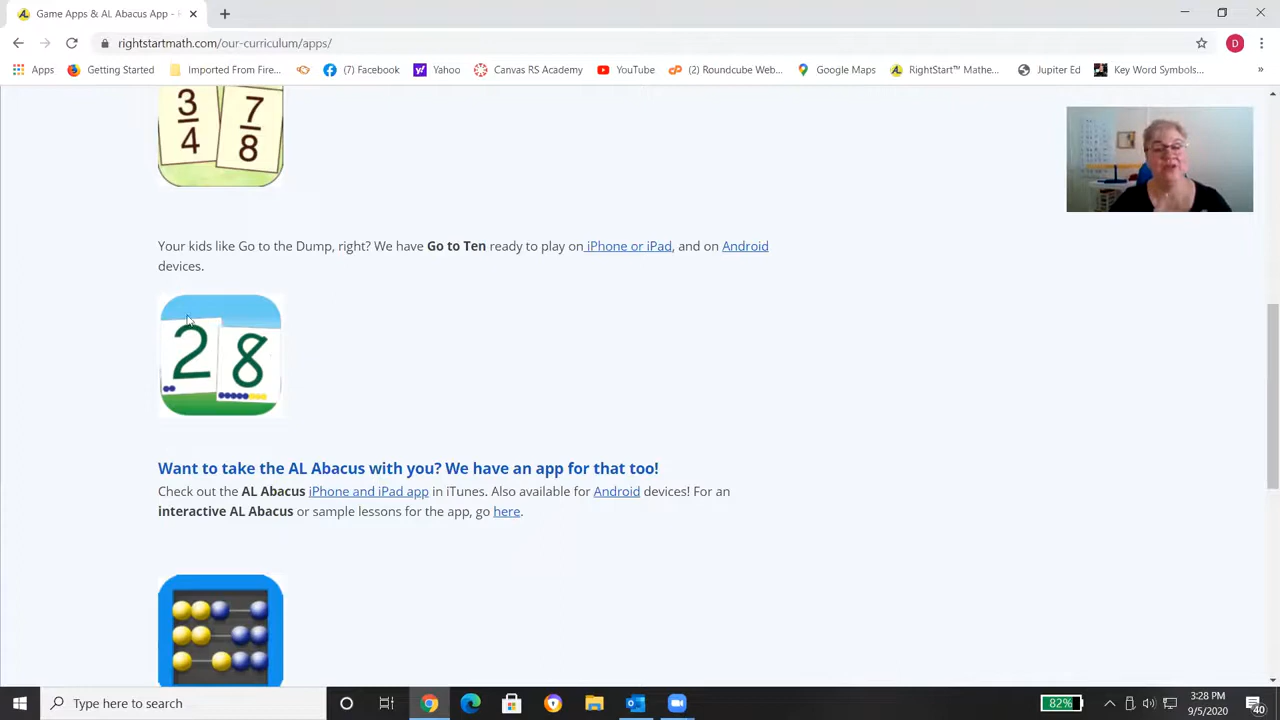 Game Apps & AL Abacus App -
rightstartmath.com/our-curriculum/apps/
D
Apps
Getting Started
Imported From Fire...
(7) Facebook
Yahoo
Canvas RS Academy
YouTube
(2) Roundcube Web...
Google Maps
RightStart™ Mathe...
Jupiter Ed
Key Word Symbols...
»
3
4
7
8
Your kids like Go to the Dump, right? We have Go to Ten ready to play on iPhone or iPad, and on Android
devices.
2 8
Want to take the AL Abacus with you? We have an app for that too!
Check out the AL Abacus iPhone and iPad app in iTunes. Also available for Android devices! For an
interactive AL Abacus or sample lessons for the app, go here.
Type here to search
82%
3:28 PM
9/5/2020
40